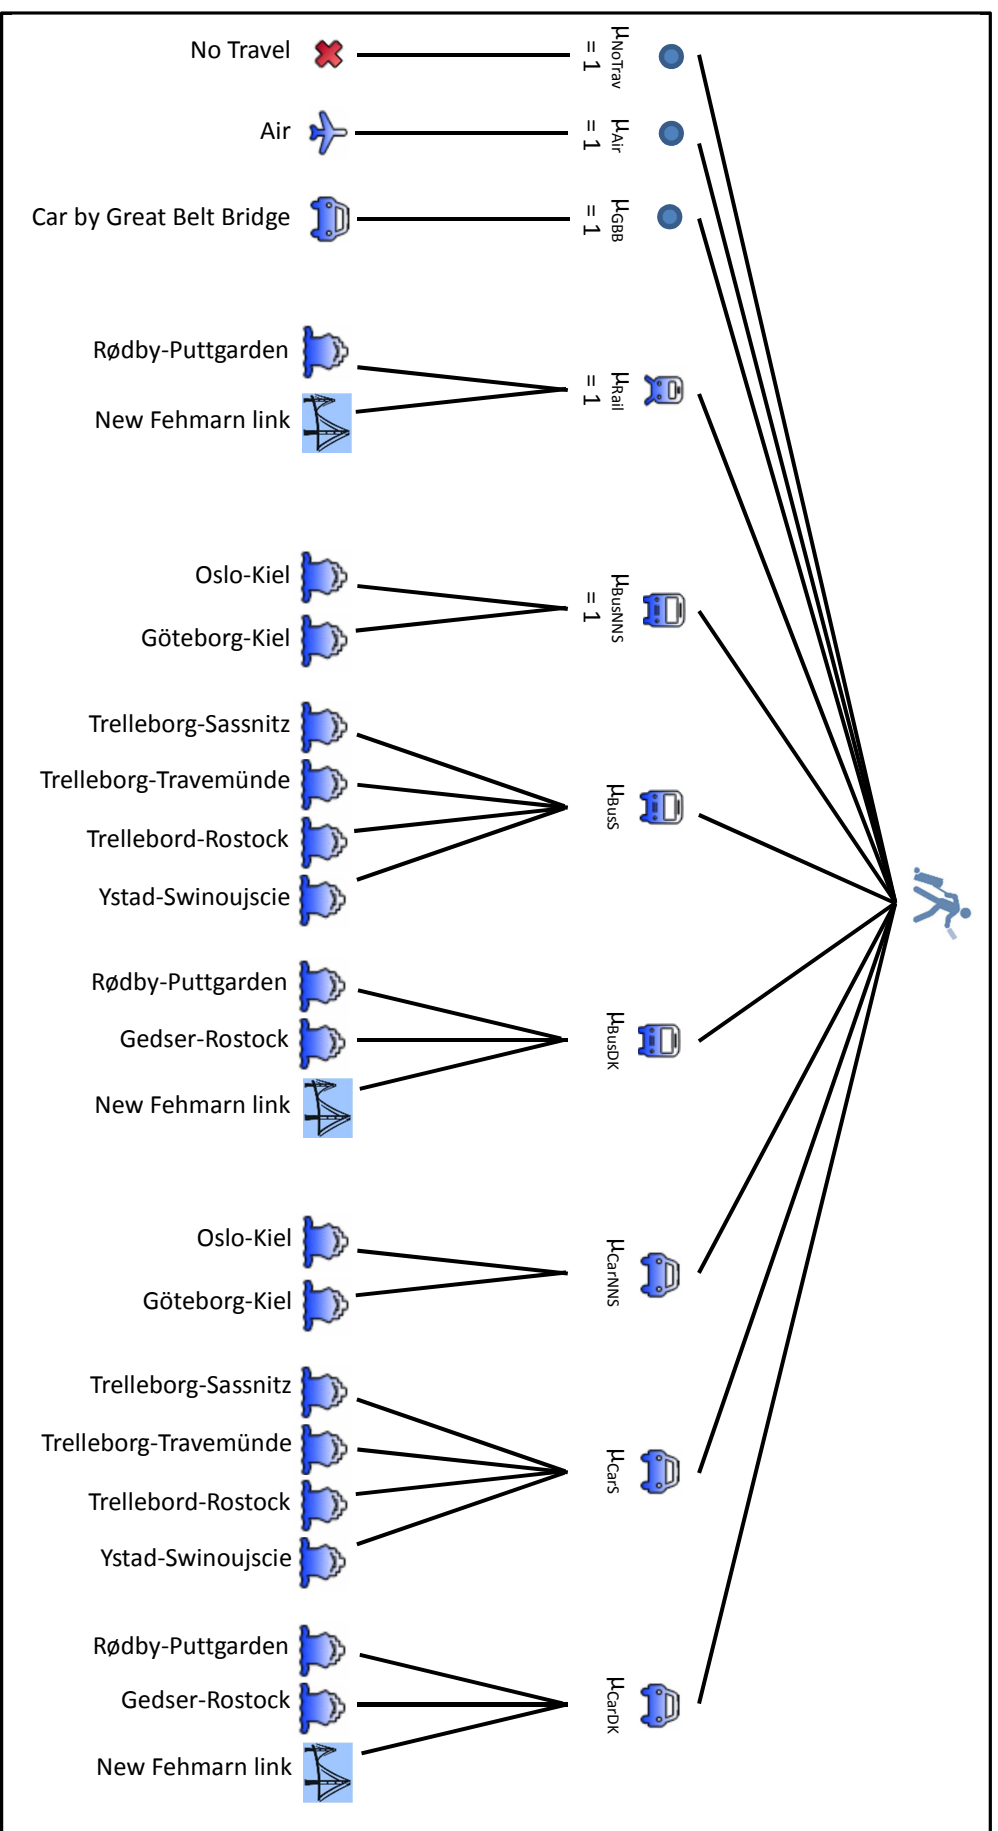 No Travel
μNoTrav
= 1
Air
μAir
= 1
Car by Great Belt Bridge
μGBB
= 1
Rødby-Puttgarden
New Fehmarn link
μRail
= 1
Oslo-Kiel
Göteborg-Kiel
μBusNNS
= 1
Trelleborg-Sassnitz
Trelleborg-Travemünde
Trellebord-Rostock
Ystad-Swinoujscie
μBusS
Rødby-Puttgarden
Gedser-Rostock
New Fehmarn link
μBusDK
Oslo-Kiel
Göteborg-Kiel
μCarNNS
Trelleborg-Sassnitz
Trelleborg-Travemünde
Trellebord-Rostock
Ystad-Swinoujscie
μCarS
Rødby-Puttgarden
Gedser-Rostock
New Fehmarn link
μCarDK